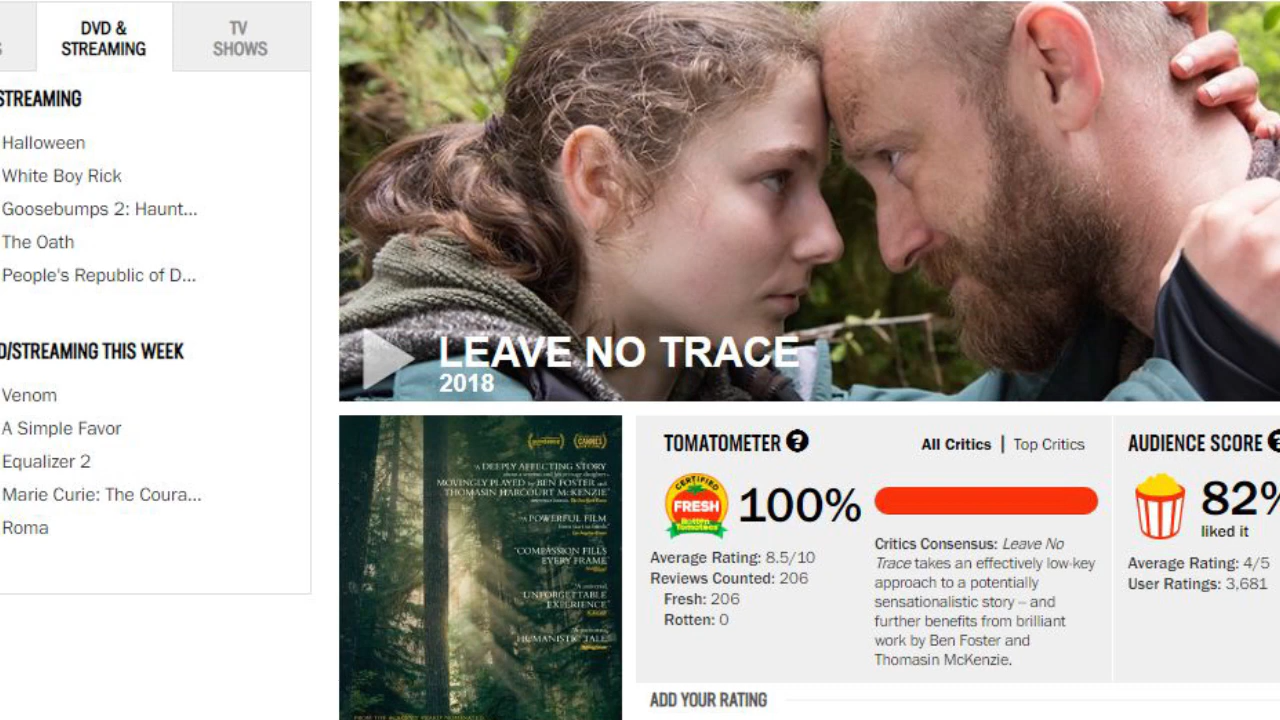 DVD &
STREAMING
TV
SHOWS
STREAMING
Halloween
White Boy Rick
Goosebumps 2: Haunt...
The Oath
People's Republic of D...
D/STREAMING THIS WEEK
Venom
A Simple Favor
Equalizer 2
Marie Curie: The Coura...
Roma
LEAVE NO TRACE
2018
"A DEEPLY AFFECTING STORY
MOVINGLY PLAYED by BEN FOSTER and
THOMASIN HARCOURT McKENZIE"
"A POWERFUL FILM
"COMPASSION FILLS
EVERY FRAME"
UNFORGETTABLE
EXPERIENCE"
HUMANISTIC TALE"
TOMATOMETER ?
All Critics | Top Critics
CERTIFIED
FRESH
Rotten
Tomatoes
100%
Average Rating: 8.5/10
Reviews Counted: 206
Fresh: 206
Rotten: 0
Critics Consensus: Leave No
Trace takes an effectively low-key
approach to a potentially
sensationalistic story – and
further benefits from brilliant
work by Ben Foster and
Thomasin McKenzie.
AUDIENCE SCORE ?
82%
liked it
Average Rating: 4/5
User Ratings: 3,681
ADD YOUR RATING